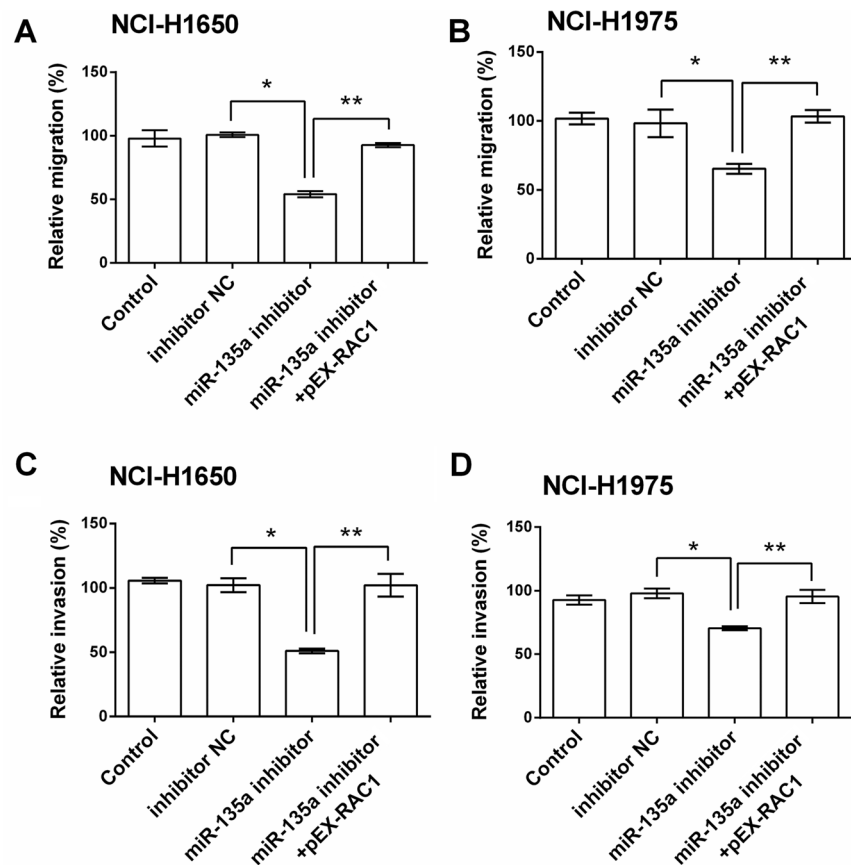 A
NCI-H1650
Relative migration (%)
150
100
50
0
*
**
Control
inhibitor NC
miR-135a inhibitor
miR-135a inhibitor
+pEX-RAC1
B
NCI-H1975
Relative migration (%)
150
100
50
0
*
**
Control
inhibitor NC
miR-135a inhibitor
miR-135a inhibitor
+pEX-RAC1
C
NCI-H1650
Relative invasion (%)
150
100
50
0
*
**
Control
inhibitor NC
miR-135a inhibitor
miR-135a inhibitor
+pEX-RAC1
D
NCI-H1975
Relative invasion (%)
150
100
50
0
*
**
Control
inhibitor NC
miR-135a inhibitor
miR-135a inhibitor
+pEX-RAC1